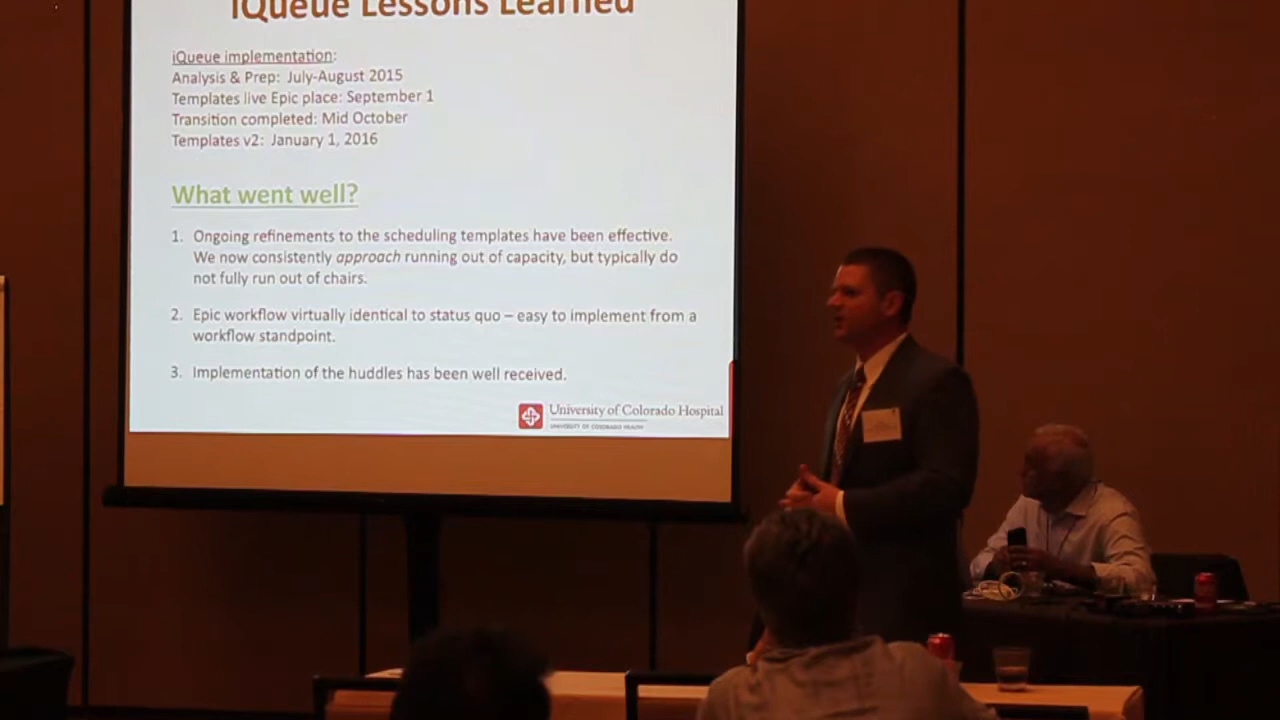 iQueue Lessons Learned
iQueue implementation:
Analysis & Prep: July-August 2015
Templates live Epic place: September 1
Transition completed: Mid October
Templates v2: January 1, 2016
What went well?
1. Ongoing refinements to the scheduling templates have been effective.
We now consistently approach running out of capacity, but typically do
not fully run out of chairs.
2. Epic workflow virtually identical to status quo – easy to implement from a
workflow standpoint.
3. Implementation of the huddles has been well received.
University of Colorado Hospital
UNIVERSITY OF COLORADO HEALTH